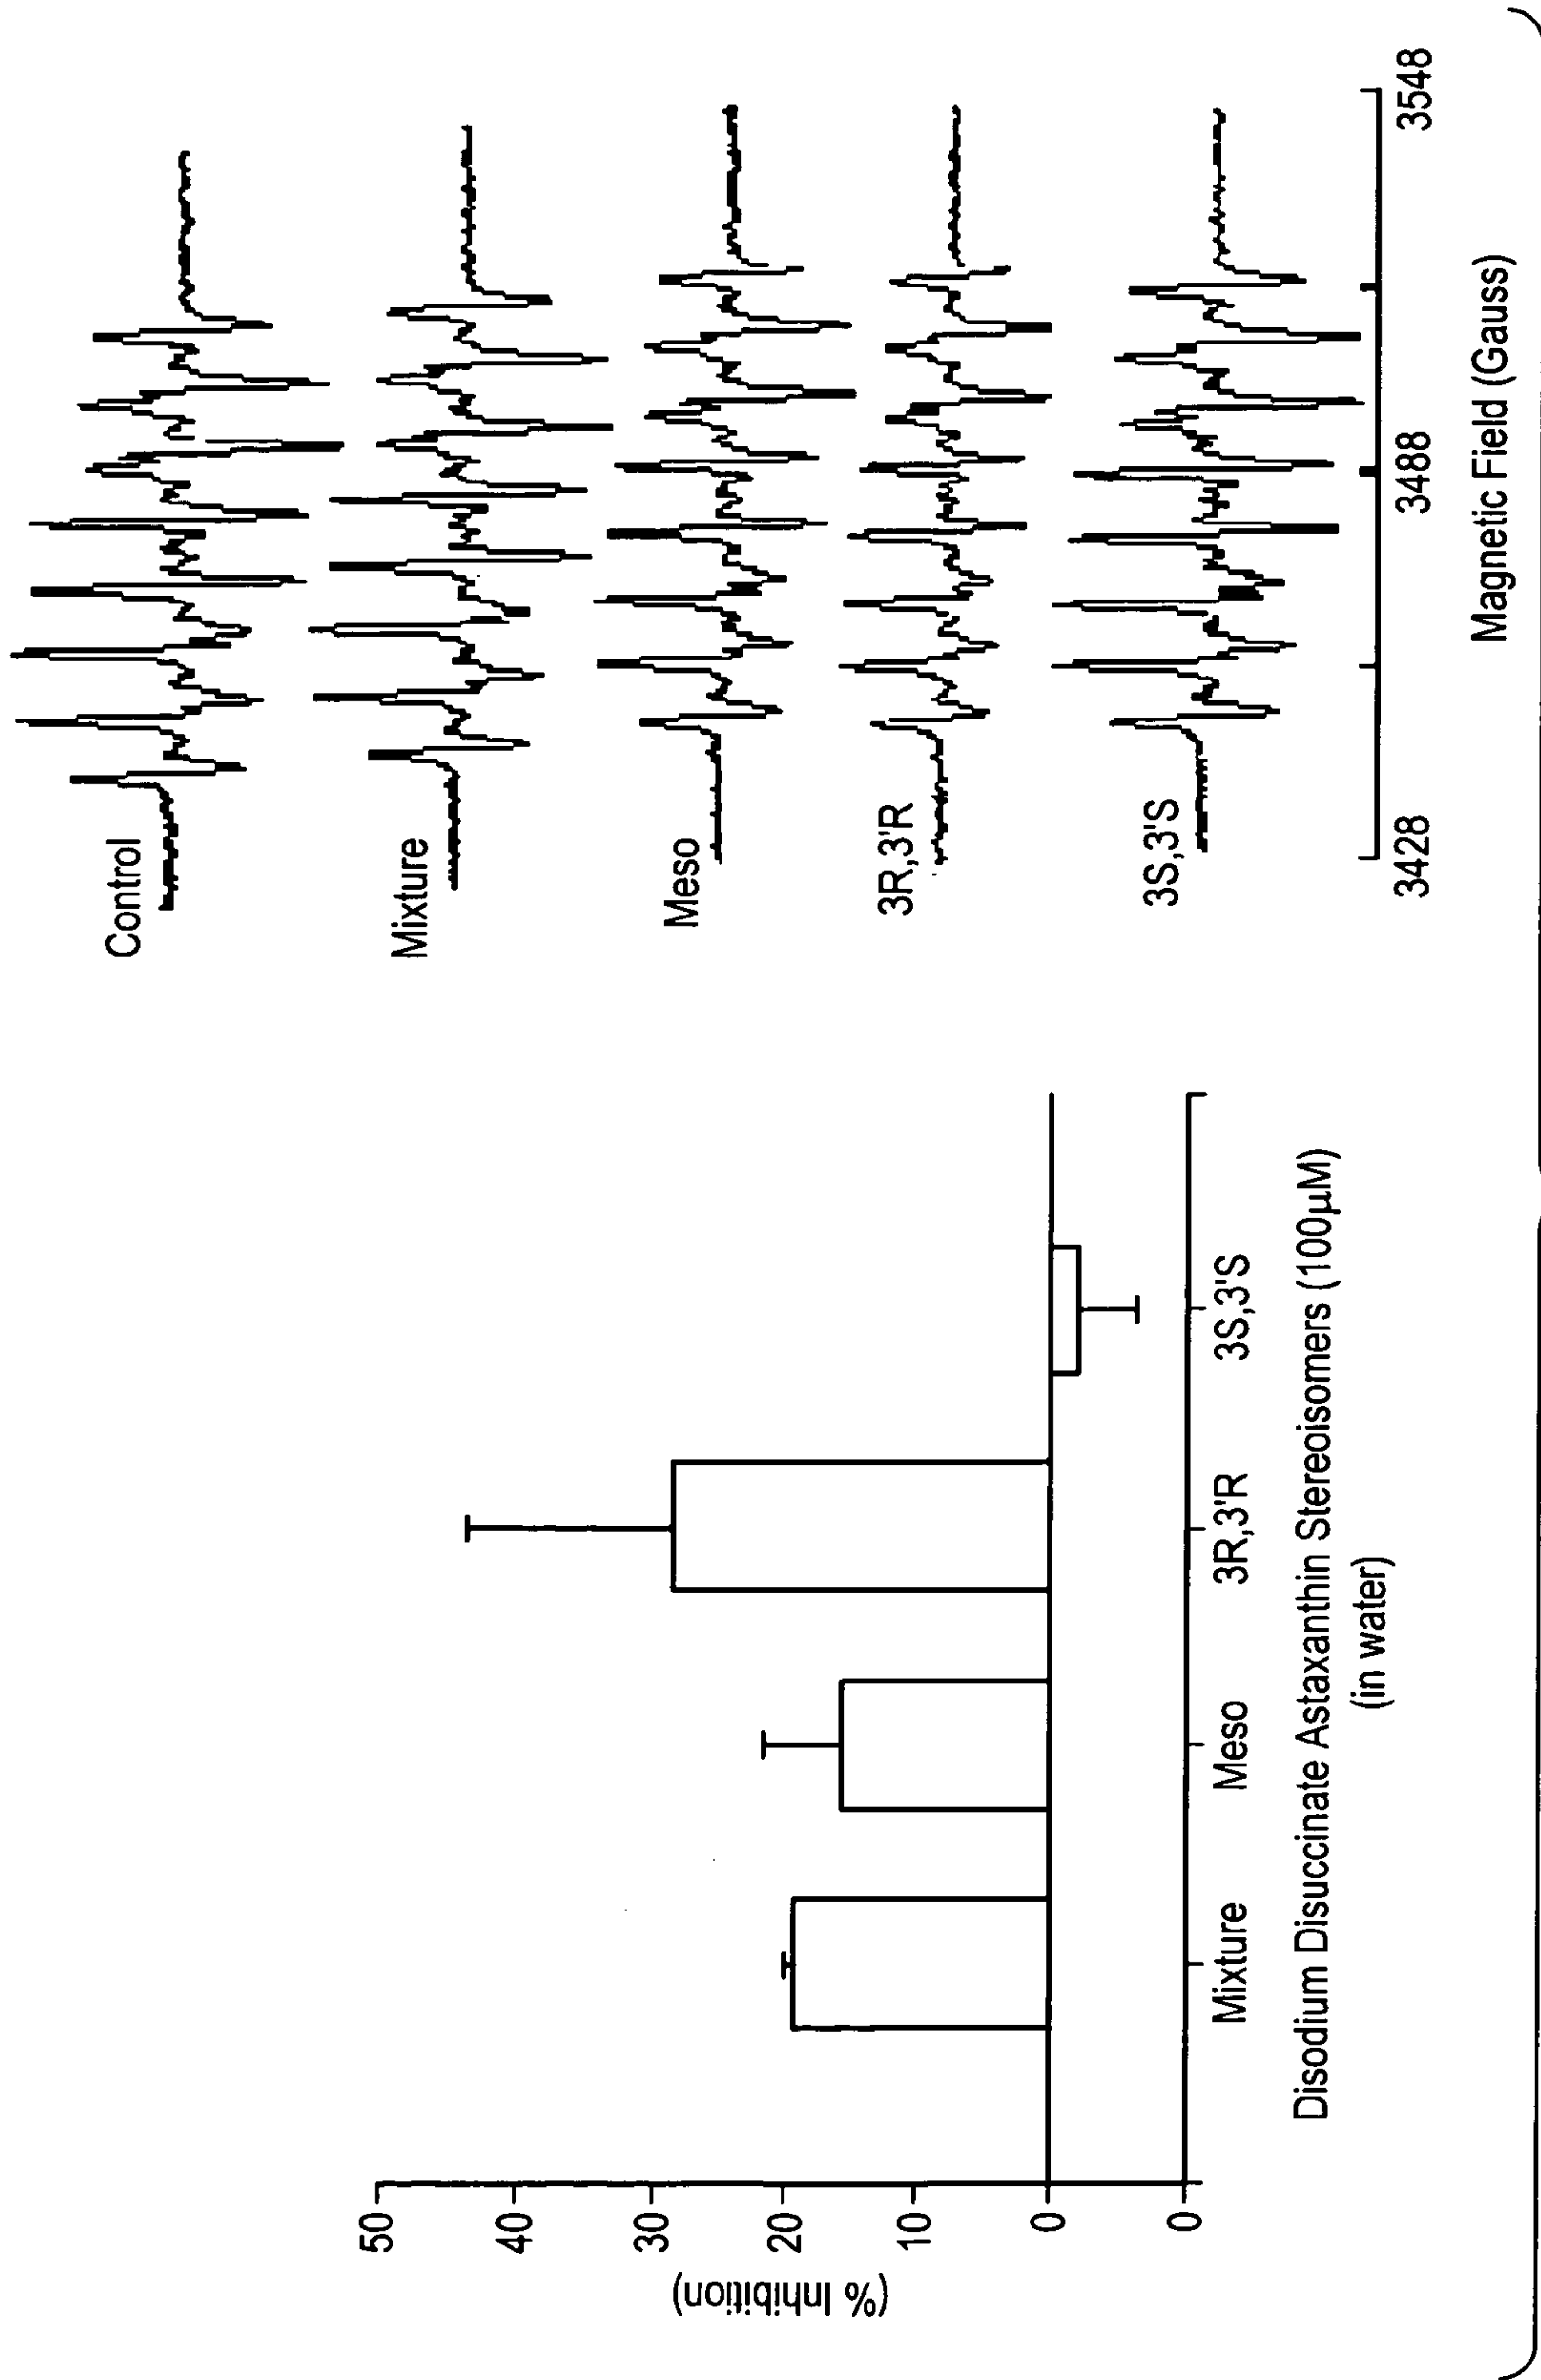 (% Inhibition)
50
40
30
20
10
0
0
Mixture
Meso
3R,3'R
3S,3'S
Disodium Disuccinate Astaxanthin Stereoisomers (100µM)
(in water)
Control
Mixture
Meso
3R,3'R
3S,3'S
3428
3488
3548
Magnetic Field (Gauss)